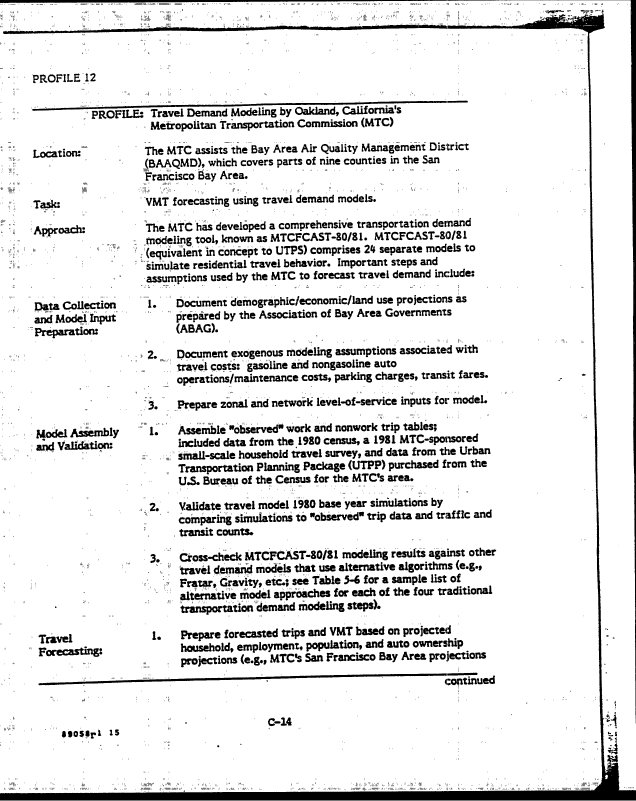 PROFILE 12
PROFILE: Travel Demand Modeling by Oakland, California's
Metropolitan Transportation Commission (MTC)
Location: The MTC assists the Bay Area Air Quality Management District
(BAAQMD), which covers parts of nine counties in the San
Francisco Bay Area.
Task: VMT forecasting using travel demand models.
Approach: The MTC has developed a comprehensive transportation demand
modeling tool, known as MTCFCAST-80/81. MTCFCAST-80/81
(equivalent in concept to UTPS) comprises 24 separate models to
simulate residential travel behavior. Important steps and
assumptions used by the MTC to forecast travel demand include:
Data Collection 1. Document demographic/economic/land use projections as
and Model Input prepared by the Association of Bay Area Governments
Preparation: (ABAG).
2. Document exogenous modeling assumptions associated with
travel costs: gasoline and nongasoline auto
operations/maintenance costs, parking charges, transit fares.
3. Prepare zonal and network level-of-service inputs for model.
Model Assembly 1. Assemble "observed" work and nonwork trip tables;
and Validation: included data from the 1980 census, a 1981 MTC-sponsored
small-scale household travel survey, and data from the Urban
Transportation Planning Package (UTPP) purchased from the
U.S. Bureau of the Census for the MTC's area.
2. Validate travel model 1980 base year simulations by
comparing simulations to "observed" trip data and traffic and
transit counts.
3. Cross-check MTCFCAST-80/81 modeling results against other
travel demand models that use alternative algorithms (e.g.,
Fratar, Gravity, etc.; see Table 5-6 for a sample list of
alternative model approaches for each of the four traditional
transportation demand modeling steps).
Travel 1. Prepare forecasted trips and VMT based on projected
Forecasting: household, employment, population, and auto ownership
projections (e.g., MTC's San Francisco Bay Area projections
continued
C-14
89058r1 15